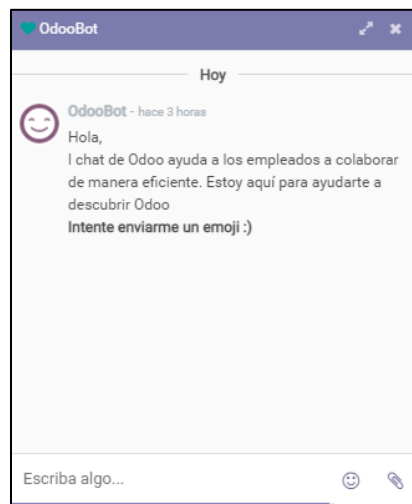 OdooBot
Hoy
OdooBot - hace 3 horas
Hola,
l chat de Odoo ayuda a los empleados a colaborar
de manera eficiente. Estoy aquí para ayudarte a
descubrir Odoo
Intente enviarme un emoji :)
Escriba algo...